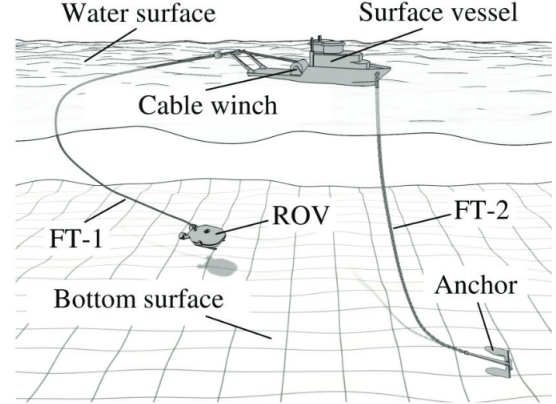 Water surface
Surface vessel
Cable winch
FT-1
ROV
FT-2
Bottom surface
Anchor